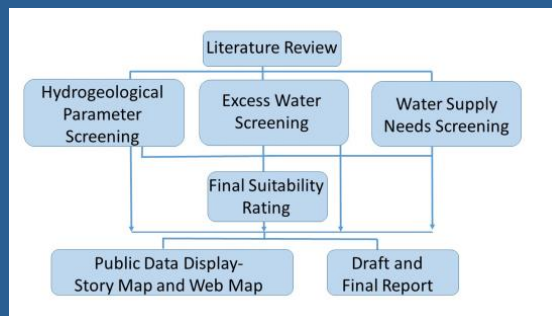 Literature Review
Hydrogeological
Parameter
Screening
Excess Water
Screening
Water Supply
Needs Screening
Final Suitability
Rating
Public Data Display-
Story Map and Web Map
Draft and
Final Report